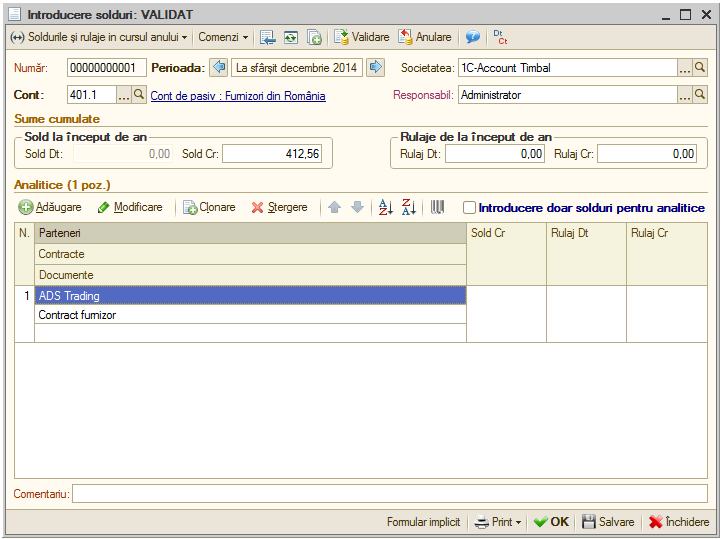 Introducere solduri: VALIDAT
Soldurile și rulaje in cursul anului Comenzi Validare Anulare Dt Ct
Număr: 00000000001 Perioada: La sfârșit decembrie 2014 Societatea: 1C-Account Timbal ...
Cont: 401.1 ... Cont de pasiv : Furnizori din România Responsabil: Administrator ...
Sume cumulate
Sold la început de an Rulaje de la început de an
Sold Dt: 0,00 Sold Cr: 412,56 Rulaj Dt: 0,00 Rulaj Cr: 0,00
Analitice (1 poz.)
Adăugare Modificare Clonare Ștergere Introducere doar solduri pentru analitice
N. Parteneri Sold Cr Rulaj Dt Rulaj Cr
Contracte
Documente
1 ADS Trading
Contract furnizor
Comentariu:
Formular implicit Print OK Salvare Închidere